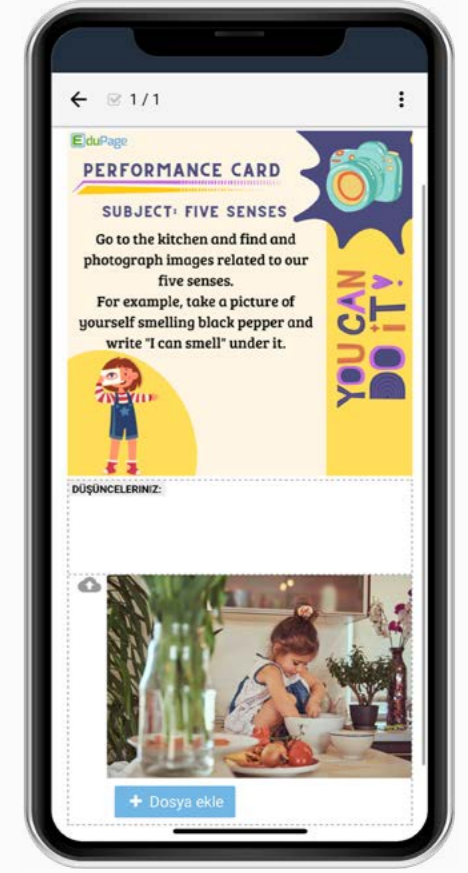 1 / 1
EduPage
PERFORMANCE CARD
SUBJECT: FIVE SENSES
Go to the kitchen and find and
photograph images related to our
five senses.
For example, take a picture of
yourself smelling black pepper and
write "I can smell" under it.
YOU CAN
DO iT!
DÜŞÜNCELERINIZ:
+ Dosya ekle